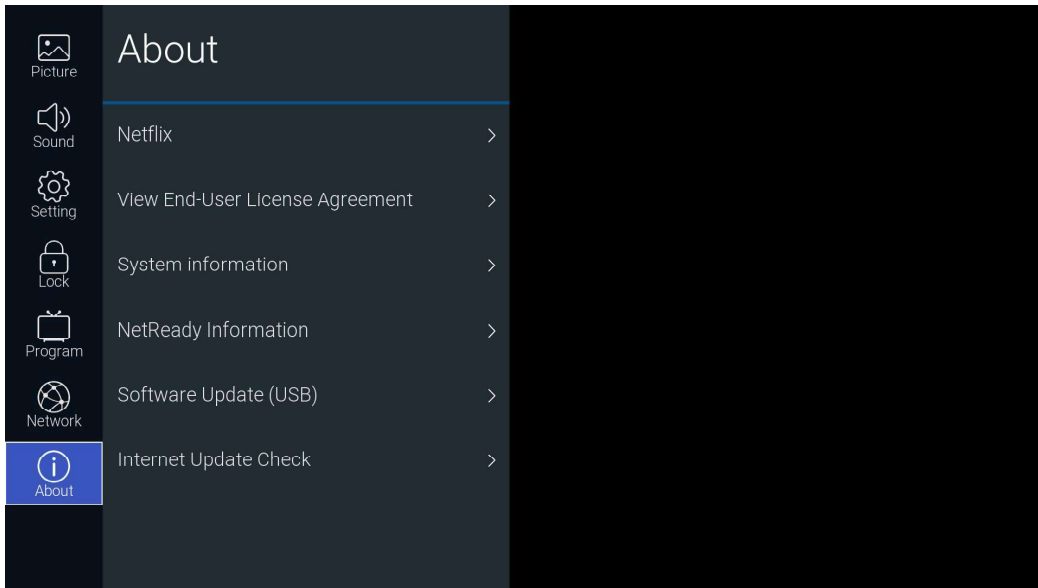 Picture
Sound
Setting
Lock
Program
Network
About
About
Netflix
View End-User License Agreement
System information
NetReady Information
Software Update (USB)
Internet Update Check